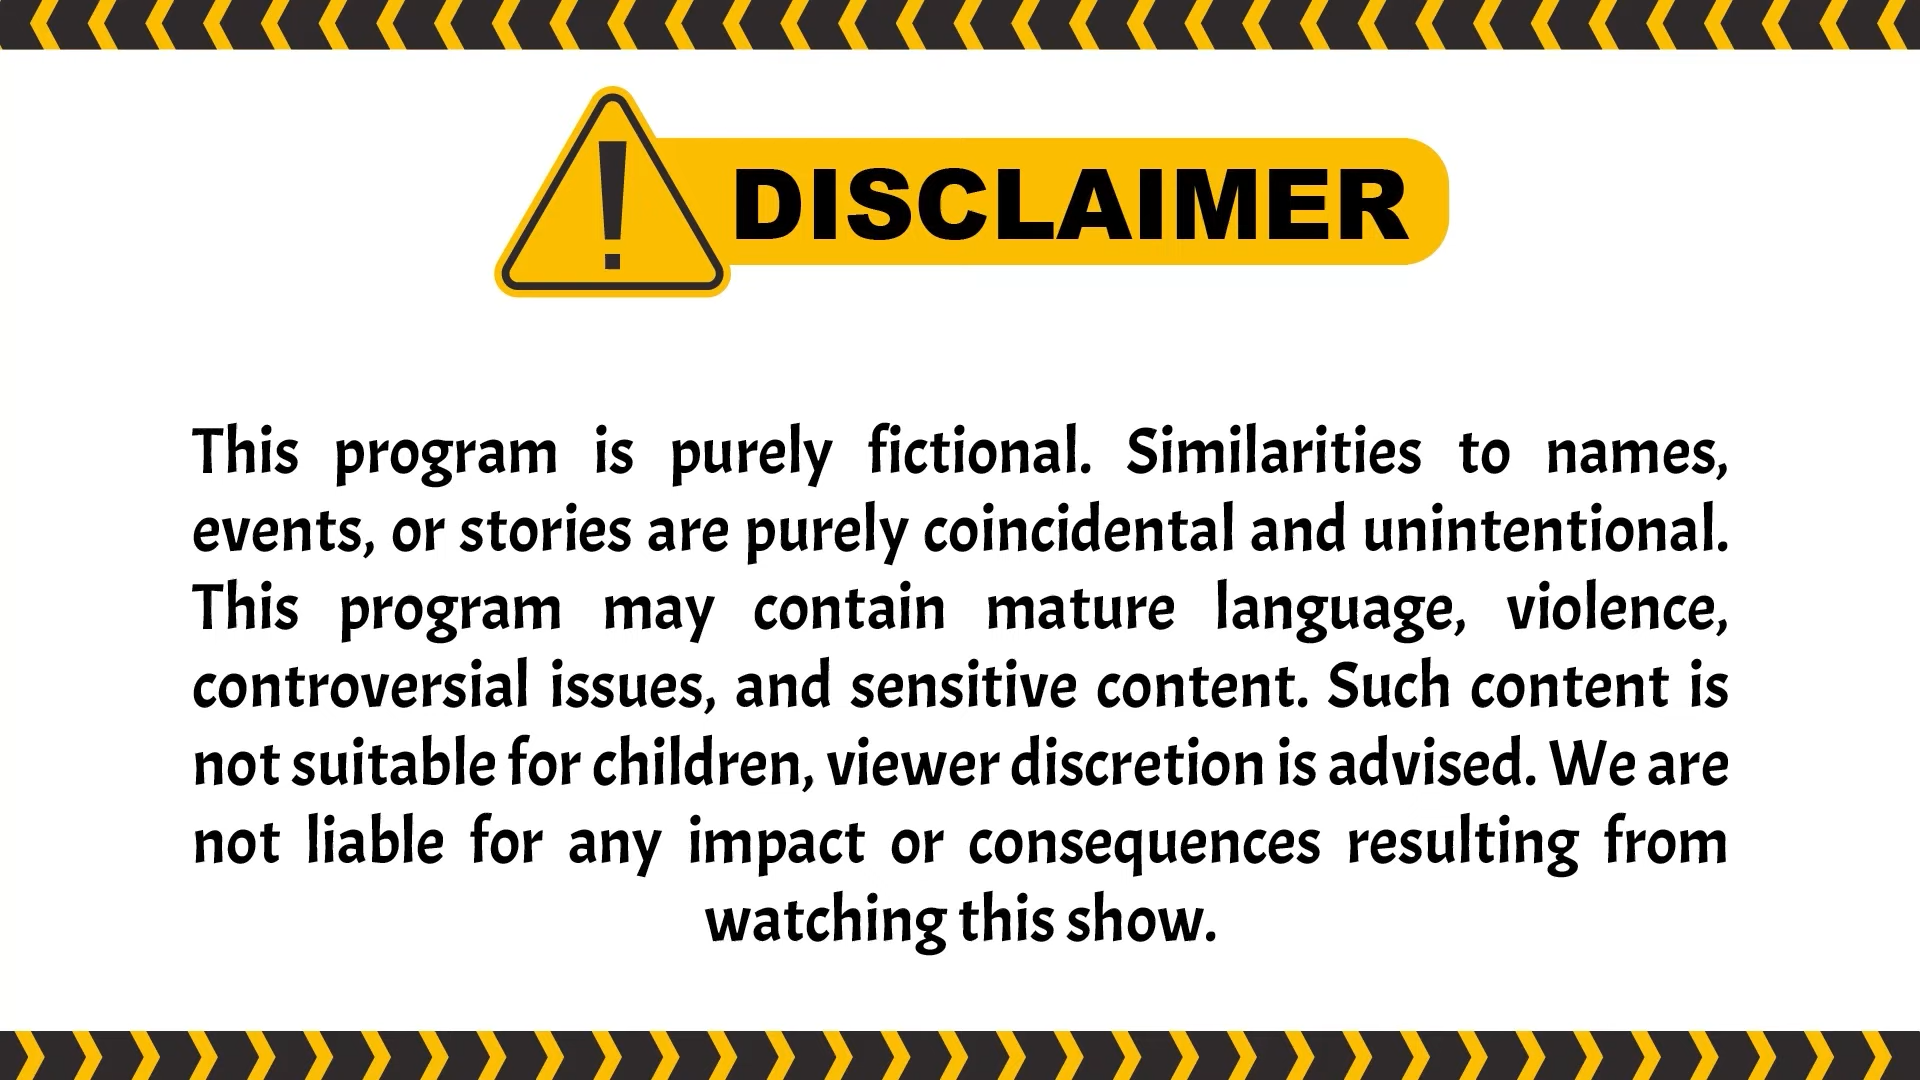 DISCLAIMER
This program is purely fictional. Similarities to names,
events, or stories are purely coincidental and unintentional.
This program may contain mature language, violence,
controversial issues, and sensitive content. Such content is
not suitable for children, viewer discretion is advised. We are
not liable for any impact or consequences resulting from
watching this show.